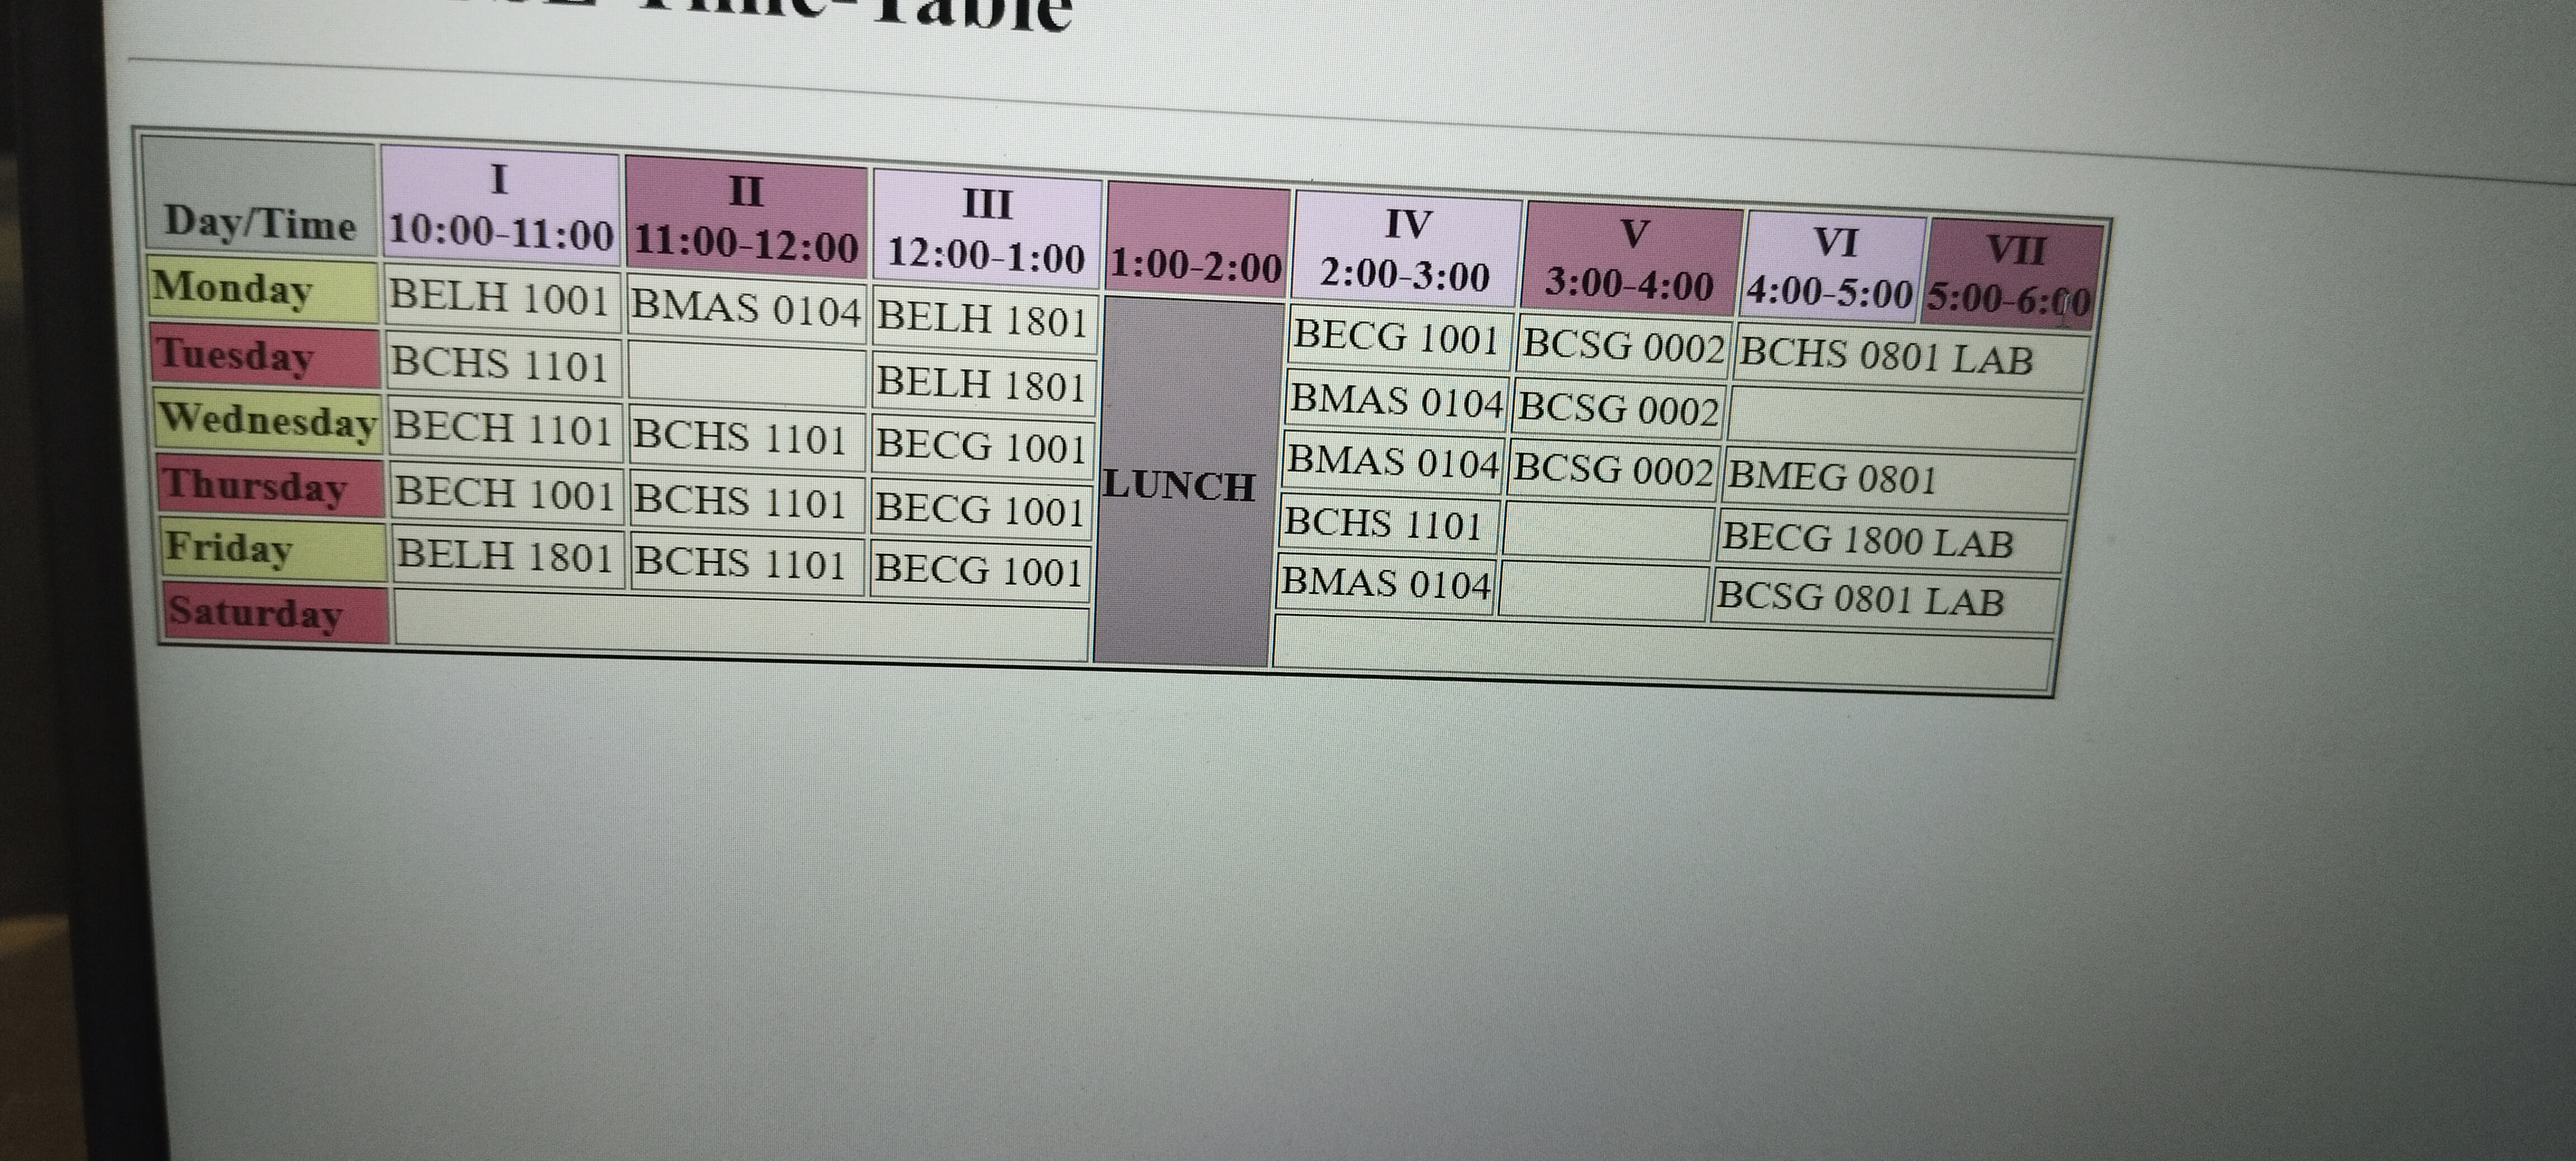 Time-Table
I II III IV V VI VII
Day/Time 10:00-11:00 11:00-12:00 12:00-1:00 1:00-2:00 2:00-3:00 3:00-4:00 4:00-5:00 5:00-6:00
Monday BELH 1001 BMAS 0104 BELH 1801 LUNCH BECG 1001 BCSG 0002 BCHS 0801 LAB
Tuesday BCHS 1101 BELH 1801 BMAS 0104 BCSG 0002
Wednesday BECH 1101 BCHS 1101 BECG 1001 BMAS 0104 BCSG 0002 BMEG 0801
Thursday BECH 1001 BCHS 1101 BECG 1001 BCHS 1101 BECG 1800 LAB
Friday BELH 1801 BCHS 1101 BECG 1001 BMAS 0104 BCSG 0801 LAB
Saturday